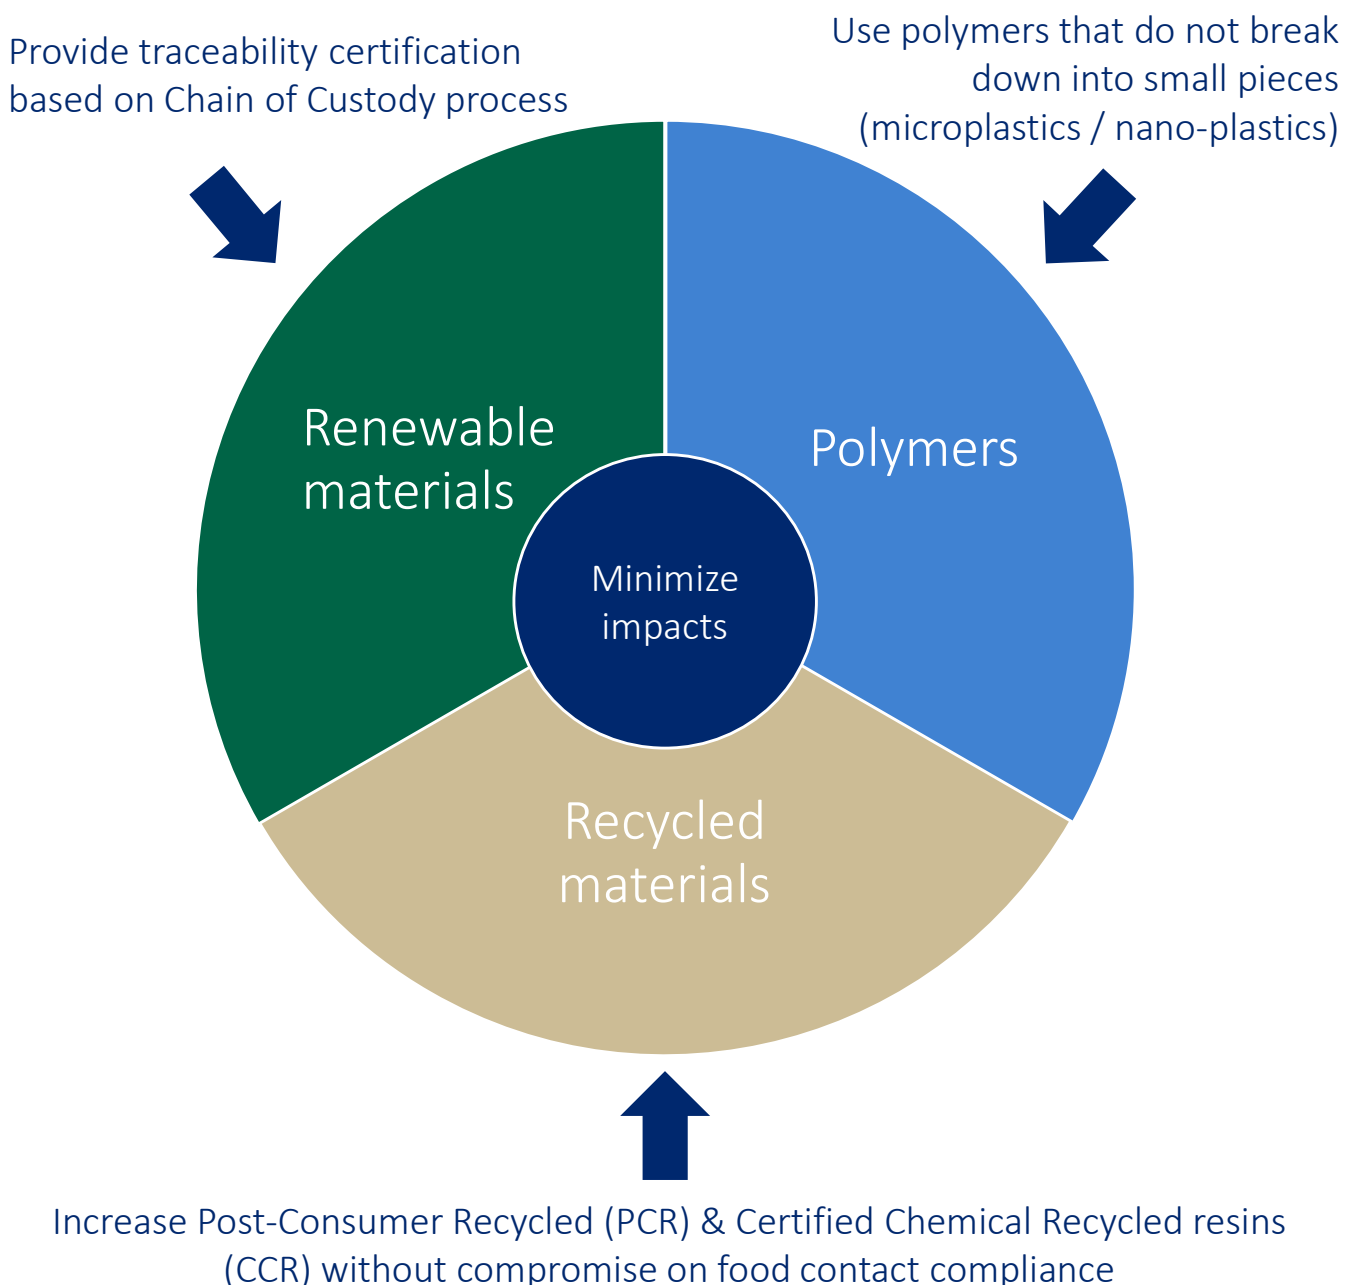 Provide traceability certification
based on Chain of Custody process
Use polymers that do not break
down into small pieces
(microplastics / nano-plastics)
Renewable
materials
Polymers
Minimize
impacts
Recycled
materials
Increase Post-Consumer Recycled (PCR) & Certified Chemical Recycled resins
(CCR) without compromise on food contact compliance